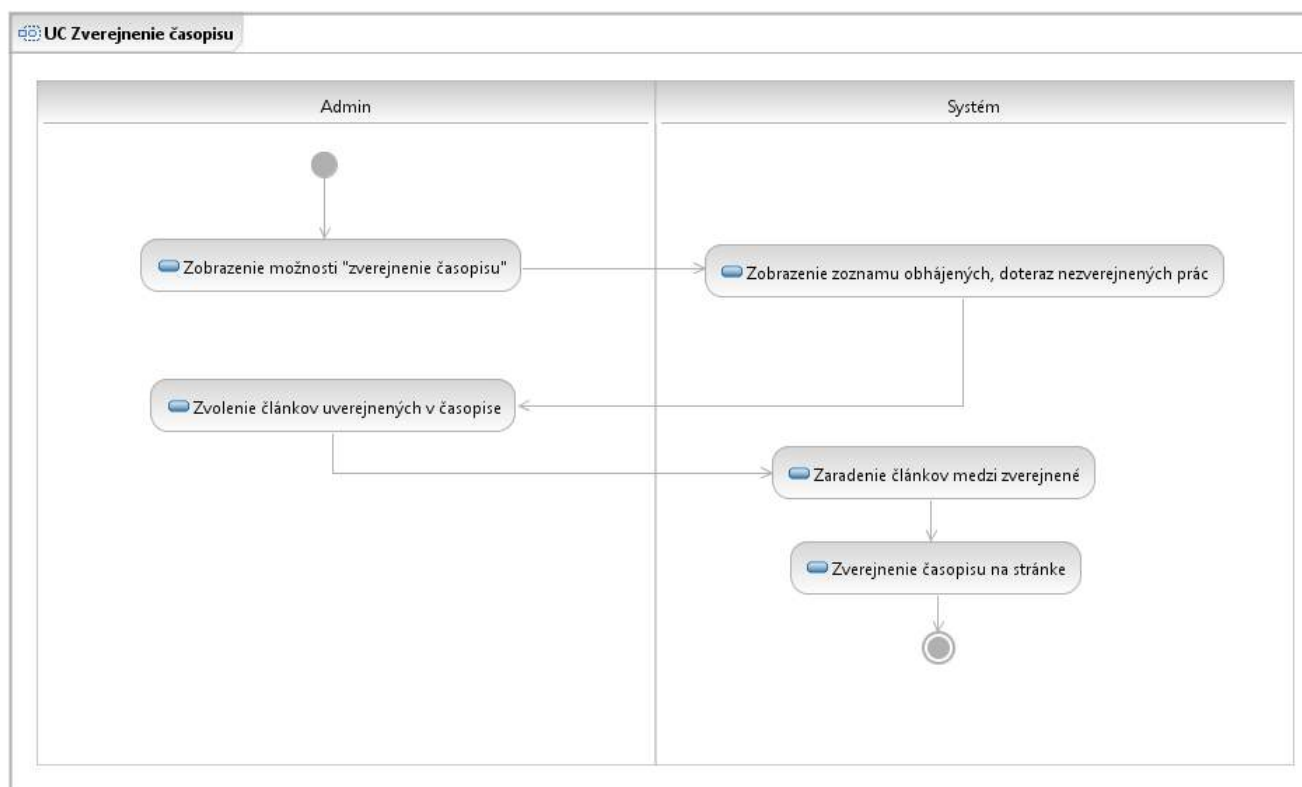 UC Zverejnenie časopisu
Admin
Systém
Zobrazenie možnosti "zverejnenie časopisu"
Zobrazenie zoznamu obhájených, doteraz nezverejnených prác
Zvolenie článkov uverejnených v časopise
Zaradenie článkov medzi zverejnené
Zverejnenie časopisu na stránke